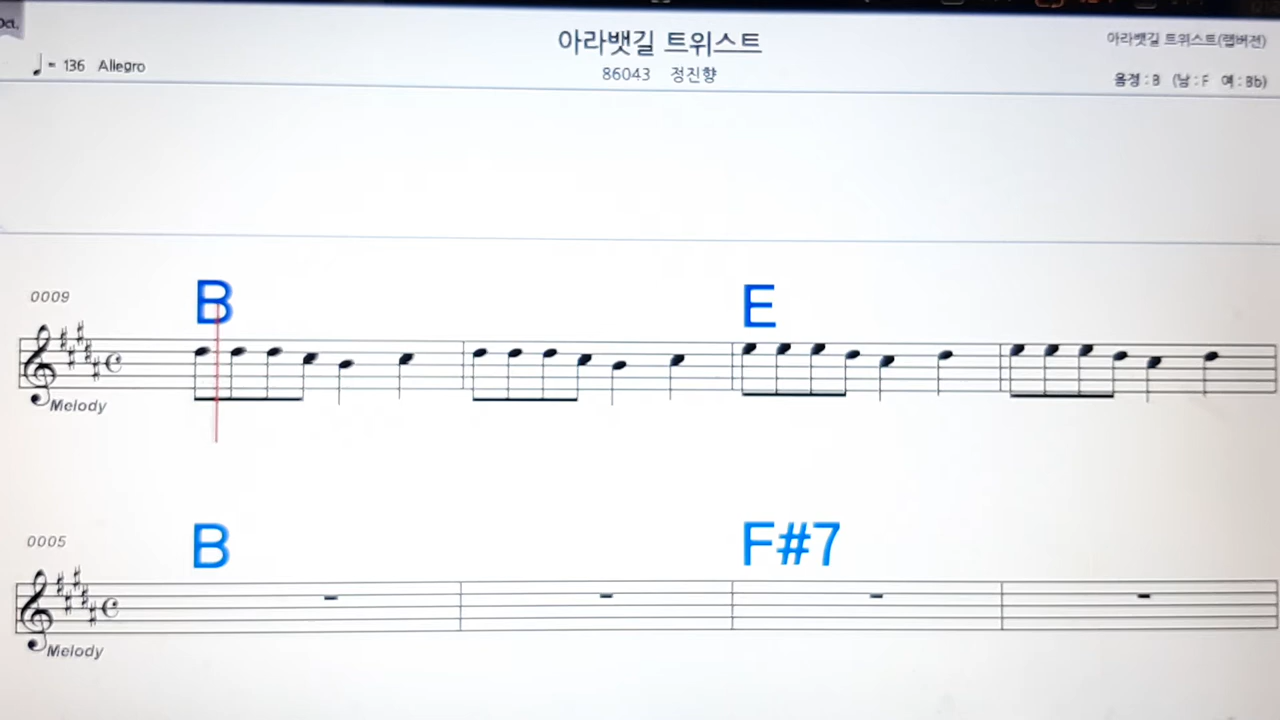 Oct.
아라뱃길 트위스트
아라뱃길 트위스트(랩버전)
♩= 136 Allegro
86043 정진향
음정 : B (남 : F 여 : Bb)
0009
B
E
Melody
0005
B
F#7
Melody